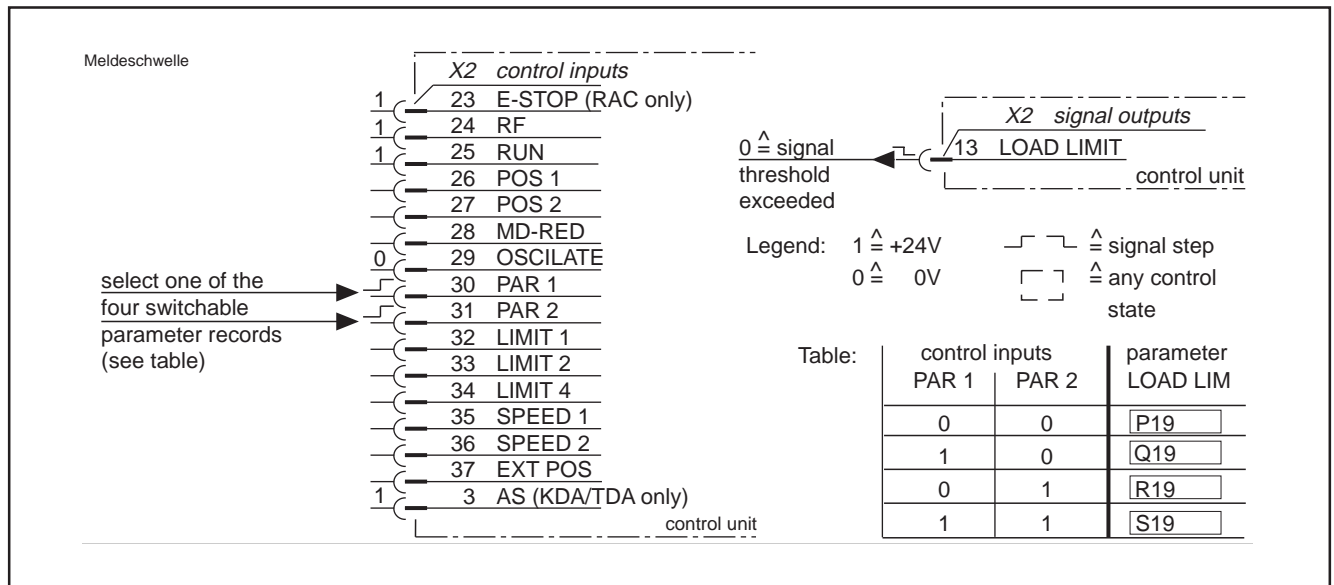 Meldeschwelle
X2 control inputs
1 23 E-STOP (RAC only)
1 24 RF
1 25 RUN
26 POS 1
27 POS 2
28 MD-RED
0 29 OSCILATE
30 PAR 1
31 PAR 2
32 LIMIT 1
33 LIMIT 2
34 LIMIT 4
35 SPEED 1
36 SPEED 2
37 EXT POS
1 3 AS (KDA/TDA only)
control unit
select one of the
four switchable
parameter records
(see table)
X2 signal outputs
13 LOAD LIMIT
control unit
0 ≙ signal
threshold
exceeded
Legend: 1 ≙ +24V
0 ≙ 0V
≙ signal step
≙ any control
state
Table: control inputs parameter
PAR 1 PAR 2 LOAD LIM
0 0 P19
1 0 Q19
0 1 R19
1 1 S19